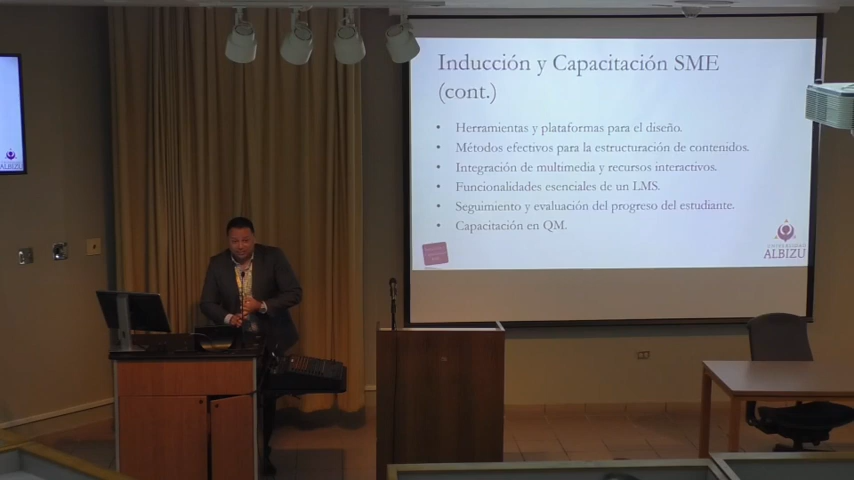 Inducción y Capacitación SME
(cont.)
• Herramientas y plataformas para el diseño.
• Métodos efectivos para la estructuración de contenidos.
• Integración de multimedia y recursos interactivos.
• Funcionalidades esenciales de un LMS.
• Seguimiento y evaluación del progreso del estudiante.
• Capacitación en QM.
UNIVERSIDAD
ALBIZU
ALBIZU